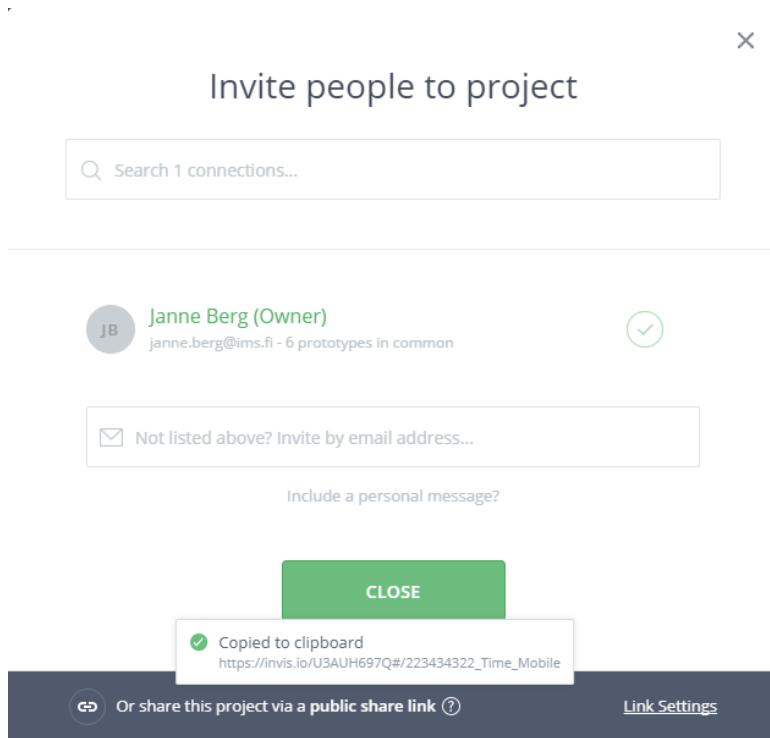 Invite people to project
Search 1 connections...
JB
Janne Berg (Owner)
janne.berg@ims.fi - 6 prototypes in common
Not listed above? Invite by email address...
Include a personal message?
CLOSE
Copied to clipboard
https://invis.io/U3AUH697Q#/223434322_Time_Mobile
Or share this project via a public share link ?
Link Settings